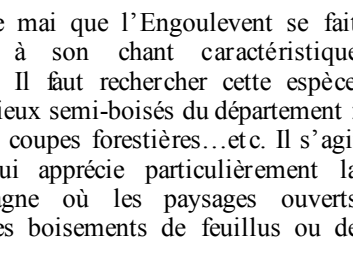 e mai que l'Engoulevent se fait
à son chant caractéristique
Il faut rechercher cette espèce
ieux semi-boisés du département
coupes forestières…etc. Il s'agi
ui apprécie particulièrement la
gne où les paysages ouverts
es boisements de feuillus ou de